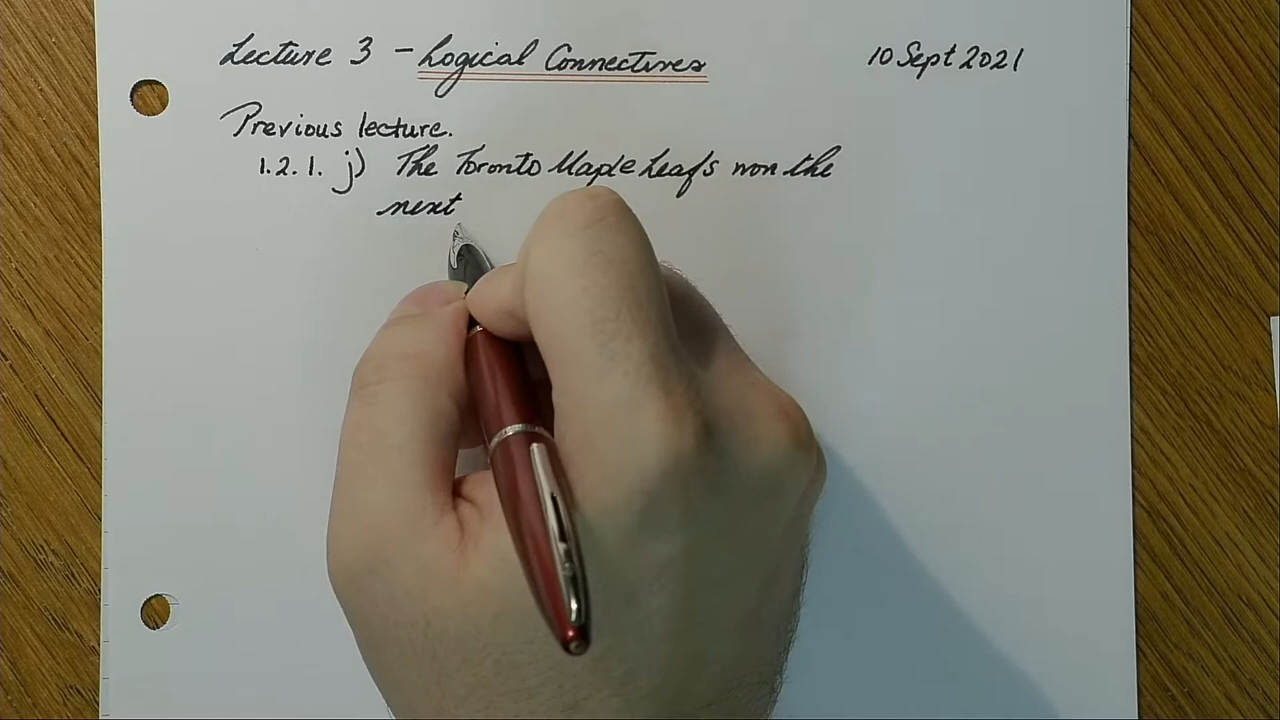 Lecture 3 - Logical Connectives
10 Sept 2021
Previous lecture.
1.2.1. j) The Toronto Maple Leafs won the
next